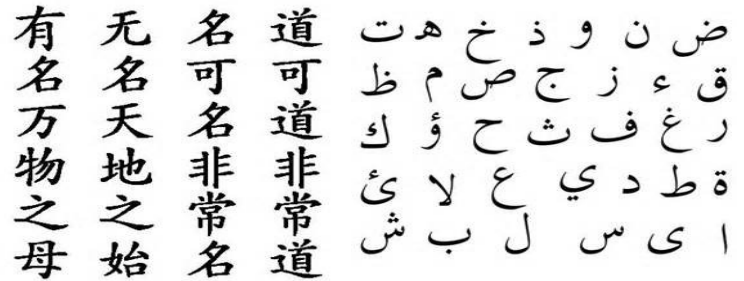 道可道非常道
名可名非常名
无名天地之始
有名万物之母
ض ن و ذ خ ه ت
ق ء ز ج ص م ظ
ر غ ف ث ح ؤ ك
ة ط د ي ع لا ئ
ا ى س ل ب ش